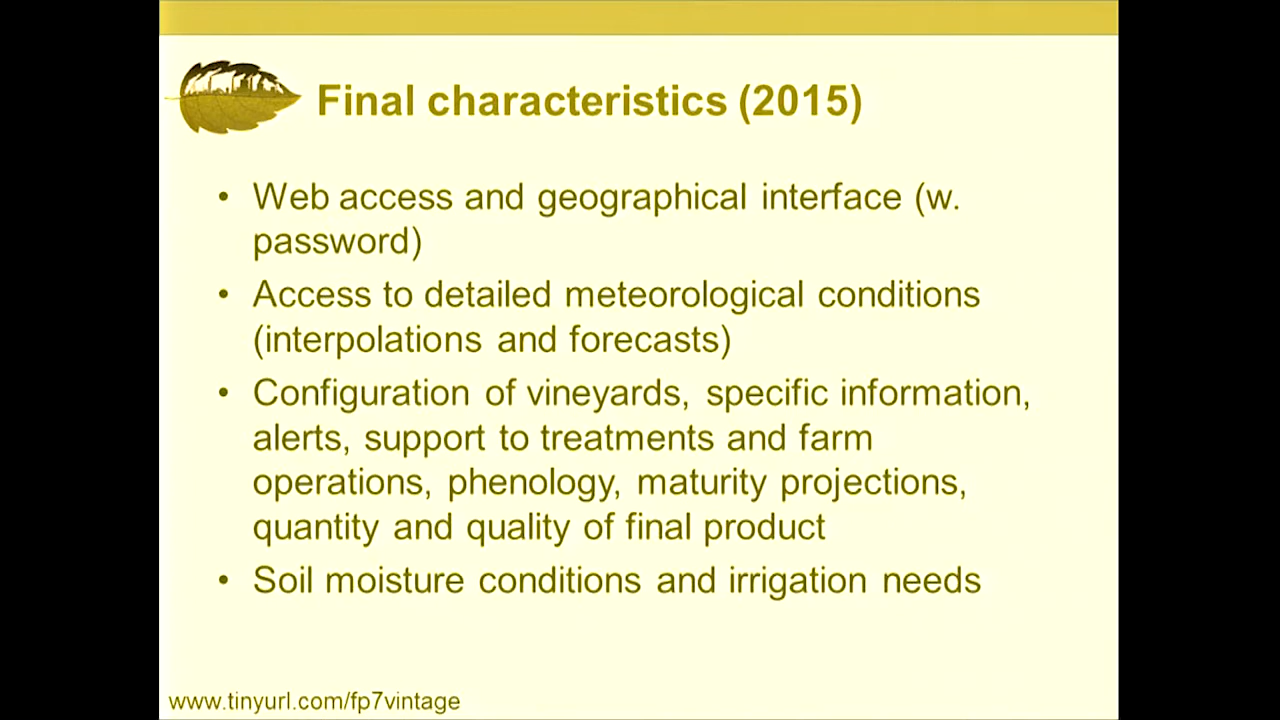 Final characteristics (2015)
• Web access and geographical interface (w.
password)
• Access to detailed meteorological conditions
(interpolations and forecasts)
• Configuration of vineyards, specific information,
alerts, support to treatments and farm
operations, phenology, maturity projections,
quantity and quality of final product
• Soil moisture conditions and irrigation needs
www.tinyurl.com/fp7vintage